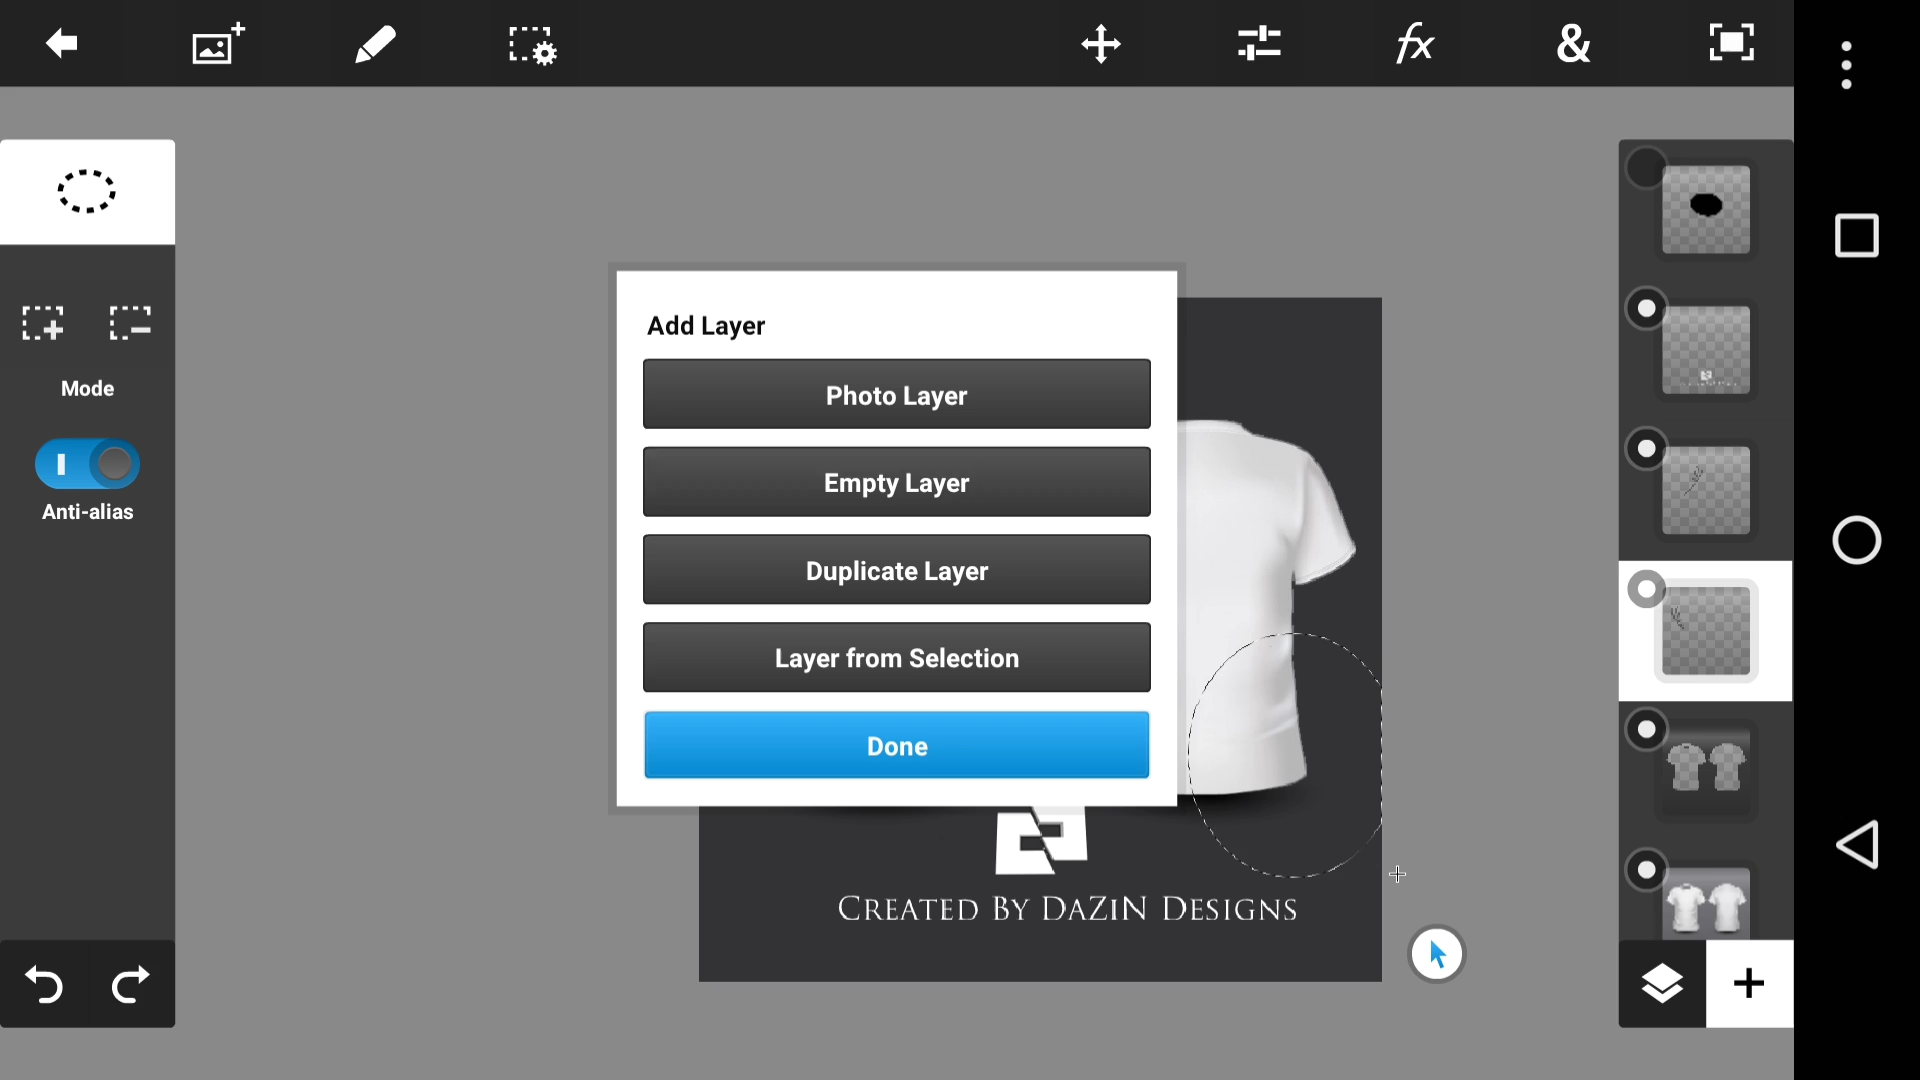 fx
&
Mode
Anti-alias
Add Layer
Photo Layer
Empty Layer
Duplicate Layer
Layer from Selection
Done
Created By DaZiN Designs